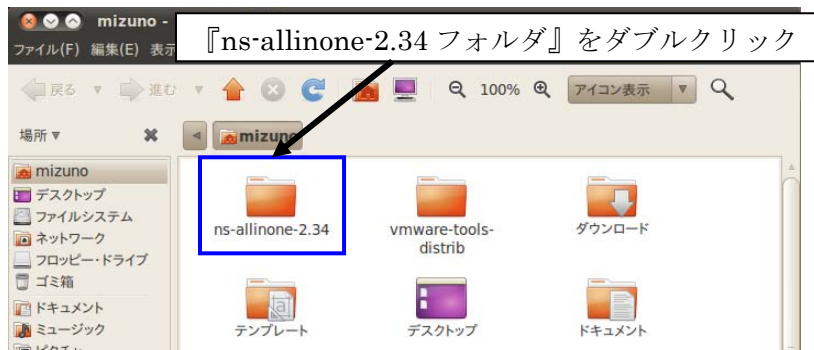 mizuno -
『ns-allinone-2.34 フォルダ』をダブルクリック
ファイル(F) 編集(E) 表示
戻る 進む 100% アイコン表示
場所
mizuno
mizuno
デスクトップ
ファイルシステム
ネットワーク
フロッピー・ドライブ
ゴミ箱
ドキュメント
ミュージック
ピクチャ
ns-allinone-2.34
vmware-tools-
distrib
ダウンロード
テンプレート
デスクトップ
ドキュメント